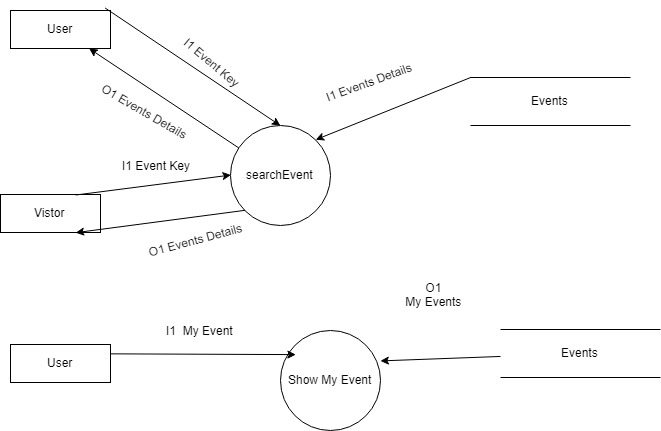 User
I1 Event Key
I1 Events Details
Events
O1 Events Details
I1 Event Key
searchEvent
Vistor
O1 Events Details
O1
My Events
I1 My Event
User
Show My Event
Events